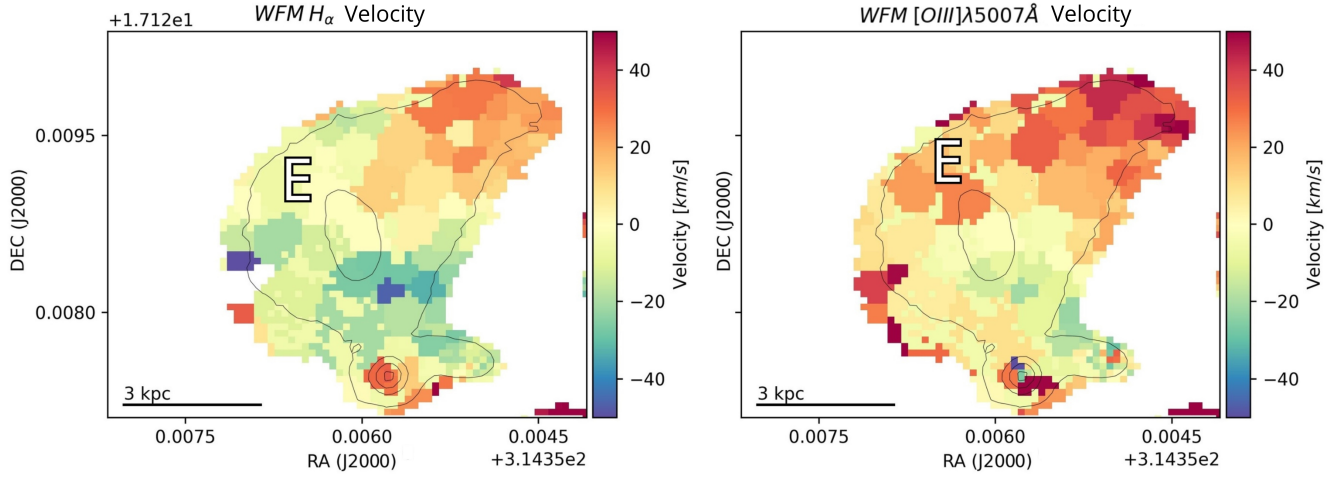 WFM Hα Velocity
+1.712e1
0.0095
0.0080
DEC (J2000)
E
3 kpc
0.0075 0.0060 0.0045
RA (J2000)
+3.1435e2
40
20
0
−20
−40
Velocity [km/s]
WFM [OIII]λ5007Å Velocity
DEC (J2000)
E
3 kpc
0.0075 0.0060 0.0045
RA (J2000)
+3.1435e2
40
20
0
−20
−40
Velocity [km/s]